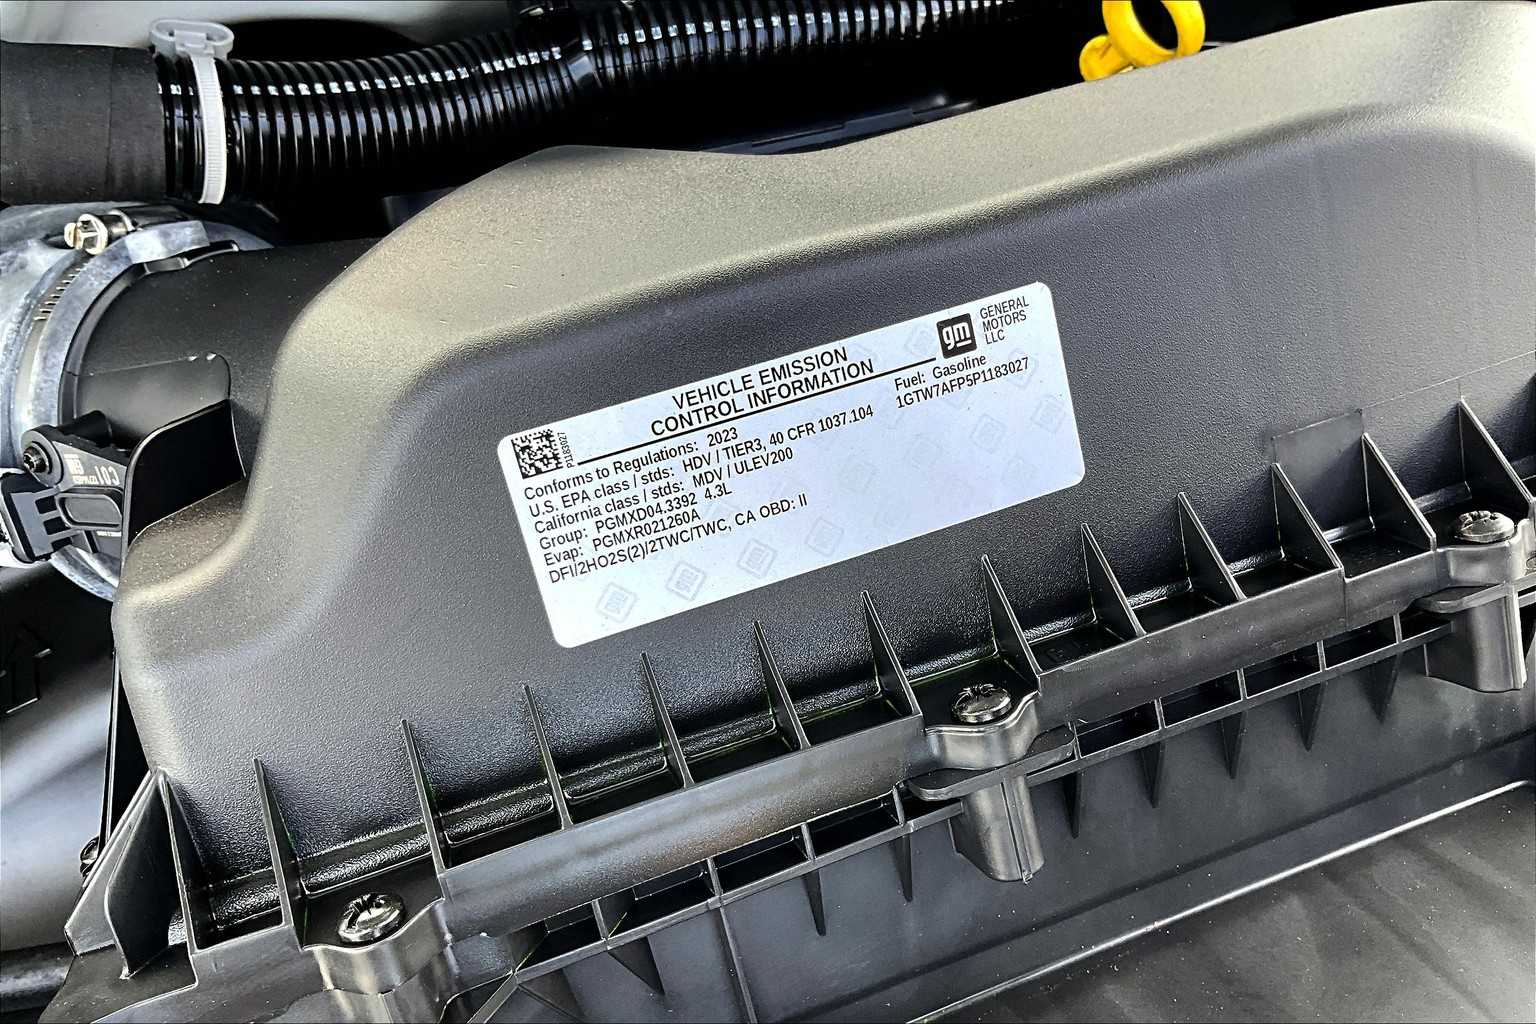 gm GENERAL
MOTORS
LLC
VEHICLE EMISSION
CONTROL INFORMATION
P1183027
Fuel: Gasoline
1GTW7AFP5P1183027
Conforms to Regulations: 2023
U.S. EPA class / stds: HDV / TIER3, 40 CFR 1037.104
California class / stds: MDV / ULEV200
Group: PGMXD04.3392 4.3L
Evap: PGMXR021260A
DFI/2HO2S(2)/2TWC/TWC, CA OBD: II
C01